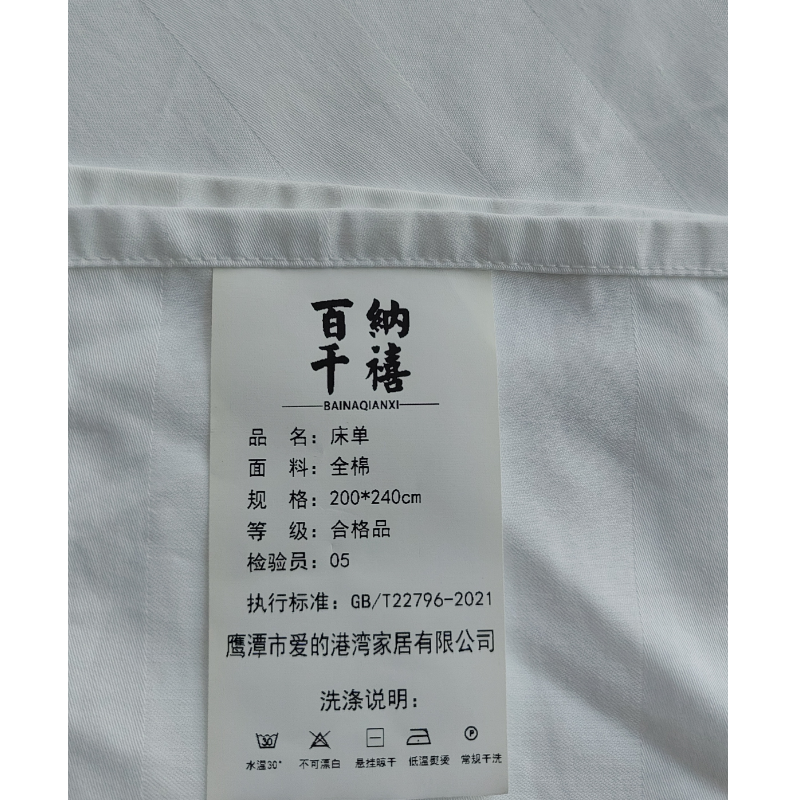 百納
千禧
BAINAQIANXI
品 名：床单
面 料：全棉
规 格：200*240cm
等 级：合格品
检验员：05
执行标准：GB/T22796-2021
鹰潭市爱的港湾家居有限公司
洗涤说明：
30 P
水温30° 不可漂白 悬挂晾干 低温熨烫 常规干洗